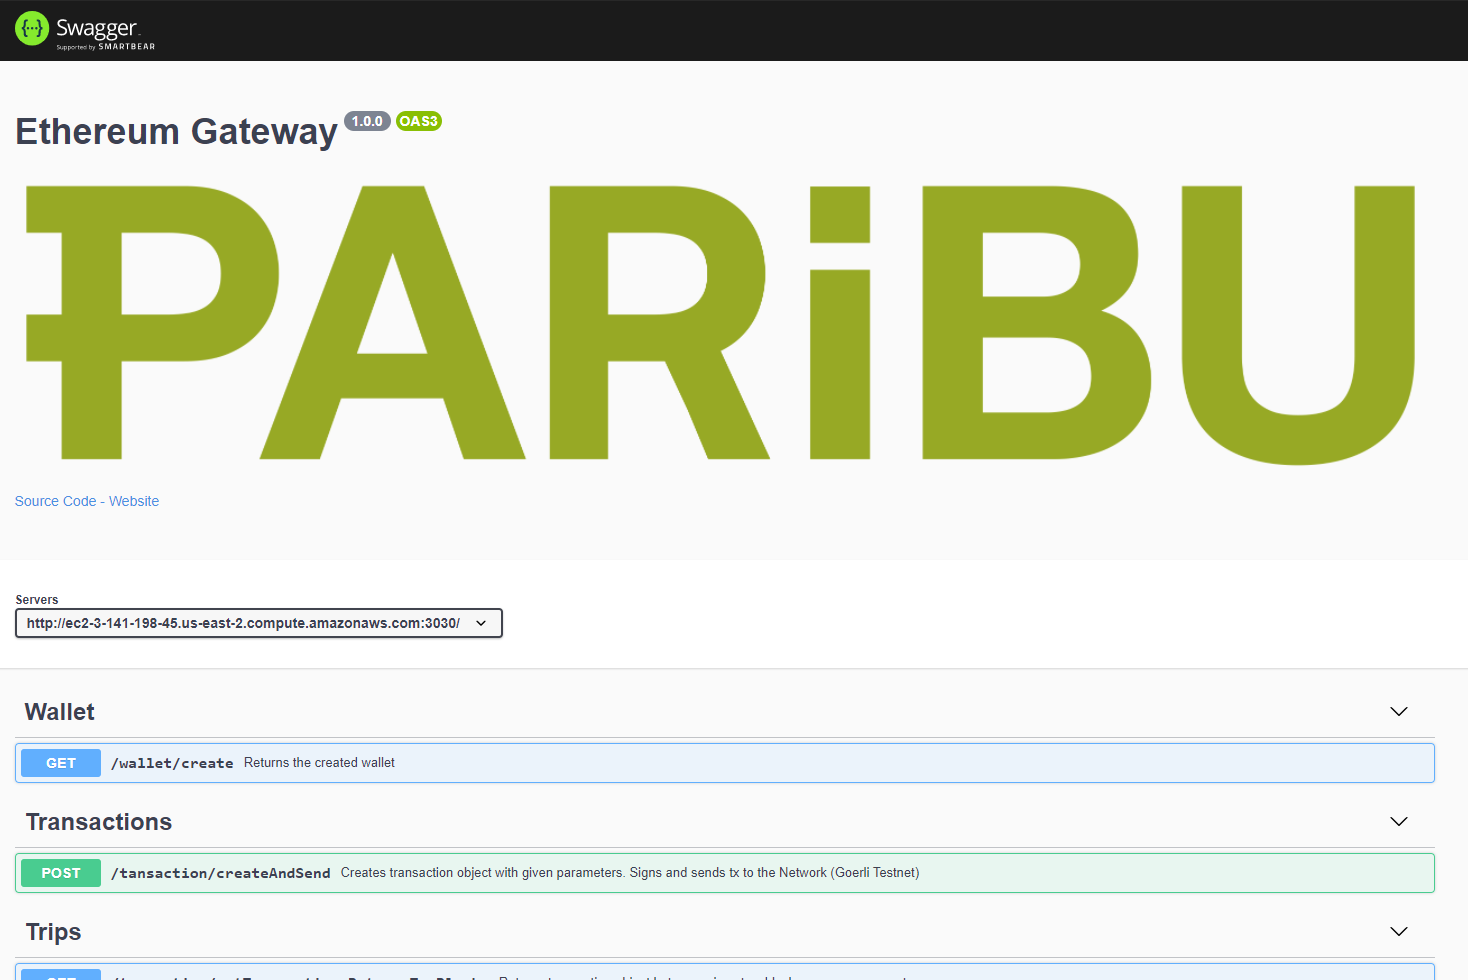 Swagger
Supported by SMARTBEAR
Ethereum Gateway 1.0.0 OAS3
PARiBU
Source Code - Website
Servers
http://ec2-3-141-198-45.us-east-2.compute.amazonaws.com:3030/
Wallet
GET /wallet/create Returns the created wallet
Transactions
POST /tansaction/createAndSend Creates transaction object with given parameters. Signs and sends tx to the Network (Goerli Testnet)
Trips
GET